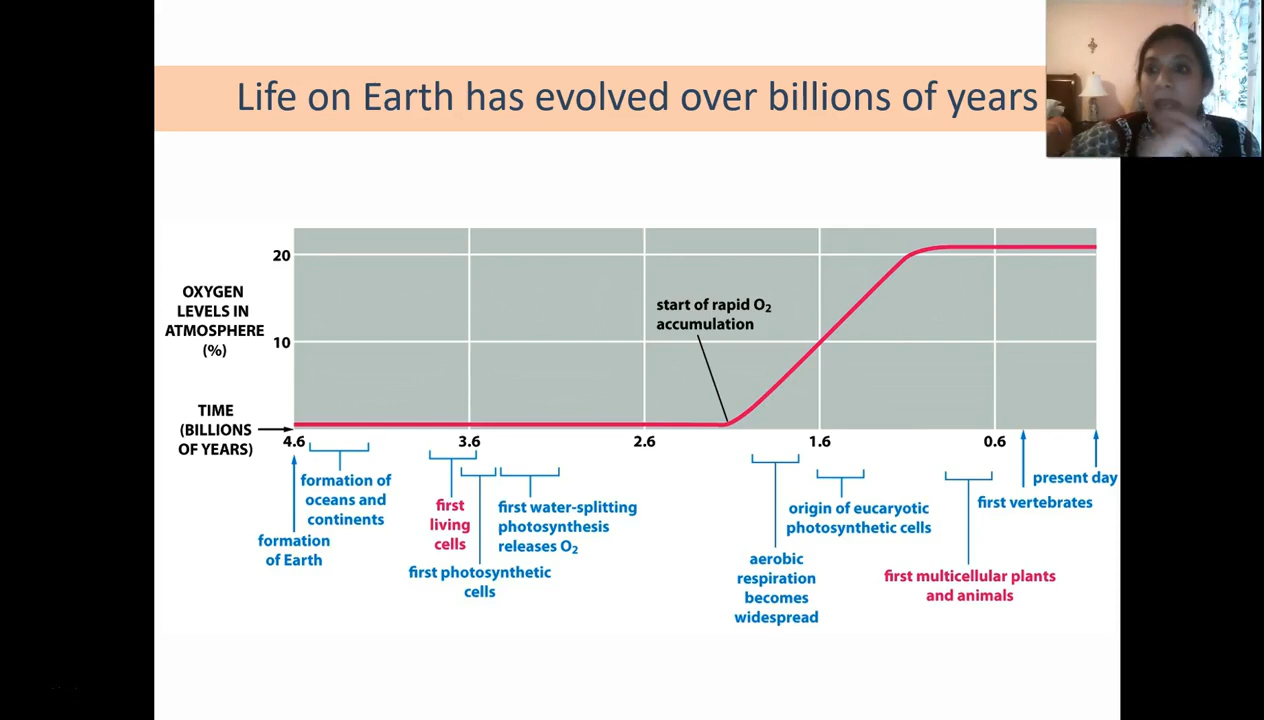 Life on Earth has evolved over billions of years
20
OXYGEN
LEVELS IN
ATMOSPHERE
(%)
10
start of rapid O₂
accumulation
TIME
(BILLIONS
OF YEARS)
4.6
3.6
2.6
1.6
0.6
formation of
oceans and
continents
formation
of Earth
first
living
cells
first photosynthetic
cells
first water-splitting
photosynthesis
releases O₂
aerobic
respiration
becomes
widespread
origin of eucaryotic
photosynthetic cells
first multicellular plants
and animals
first vertebrates
present day